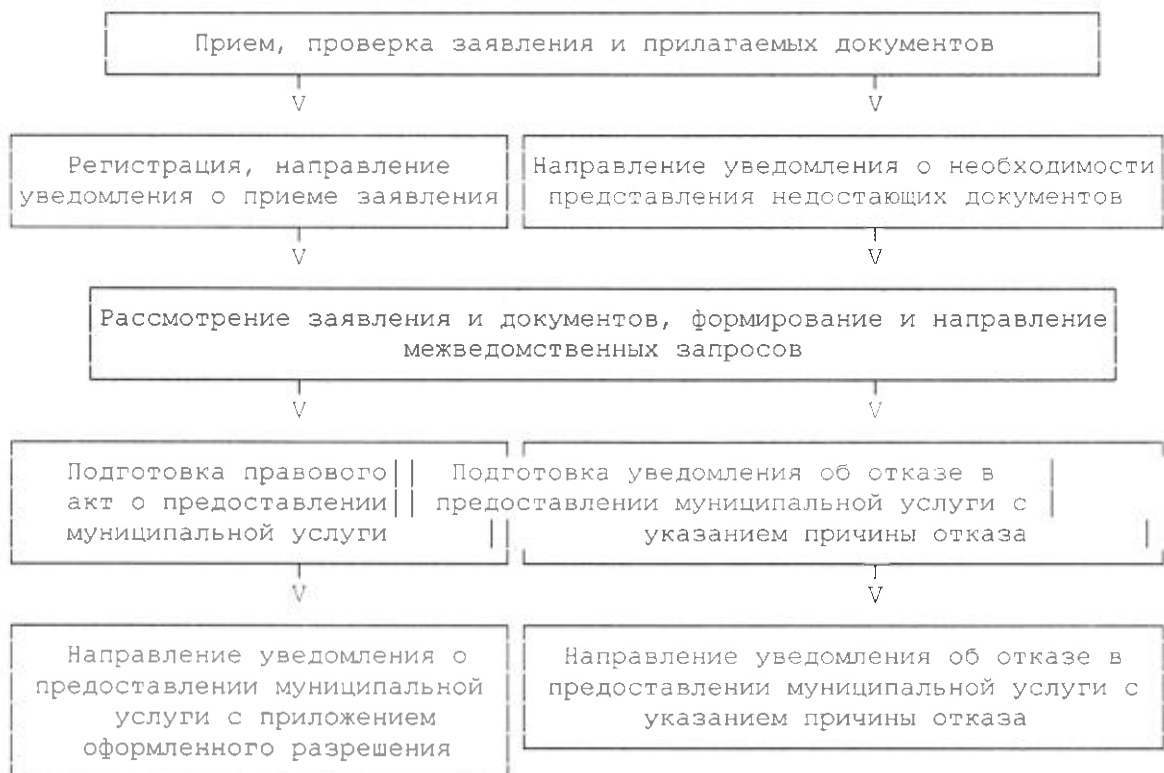 Прием, проверка заявления и прилагаемых документов
V
V
Регистрация, направление
уведомления о приеме заявления
Направление уведомления о необходимости
представления недостающих документов
V
V
Рассмотрение заявления и документов, формирование и направление
межведомственных запросов
V
V
Подготовка правового
акт о предоставлении
муниципальной услуги
Подготовка уведомления об отказе в
предоставлении муниципальной услуги с
указанием причины отказа
V
V
Направление уведомления о
предоставлении муниципальной
услуги с приложением
оформленного разрешения
Направление уведомления об отказе в
предоставлении муниципальной услуги с
указанием причины отказа